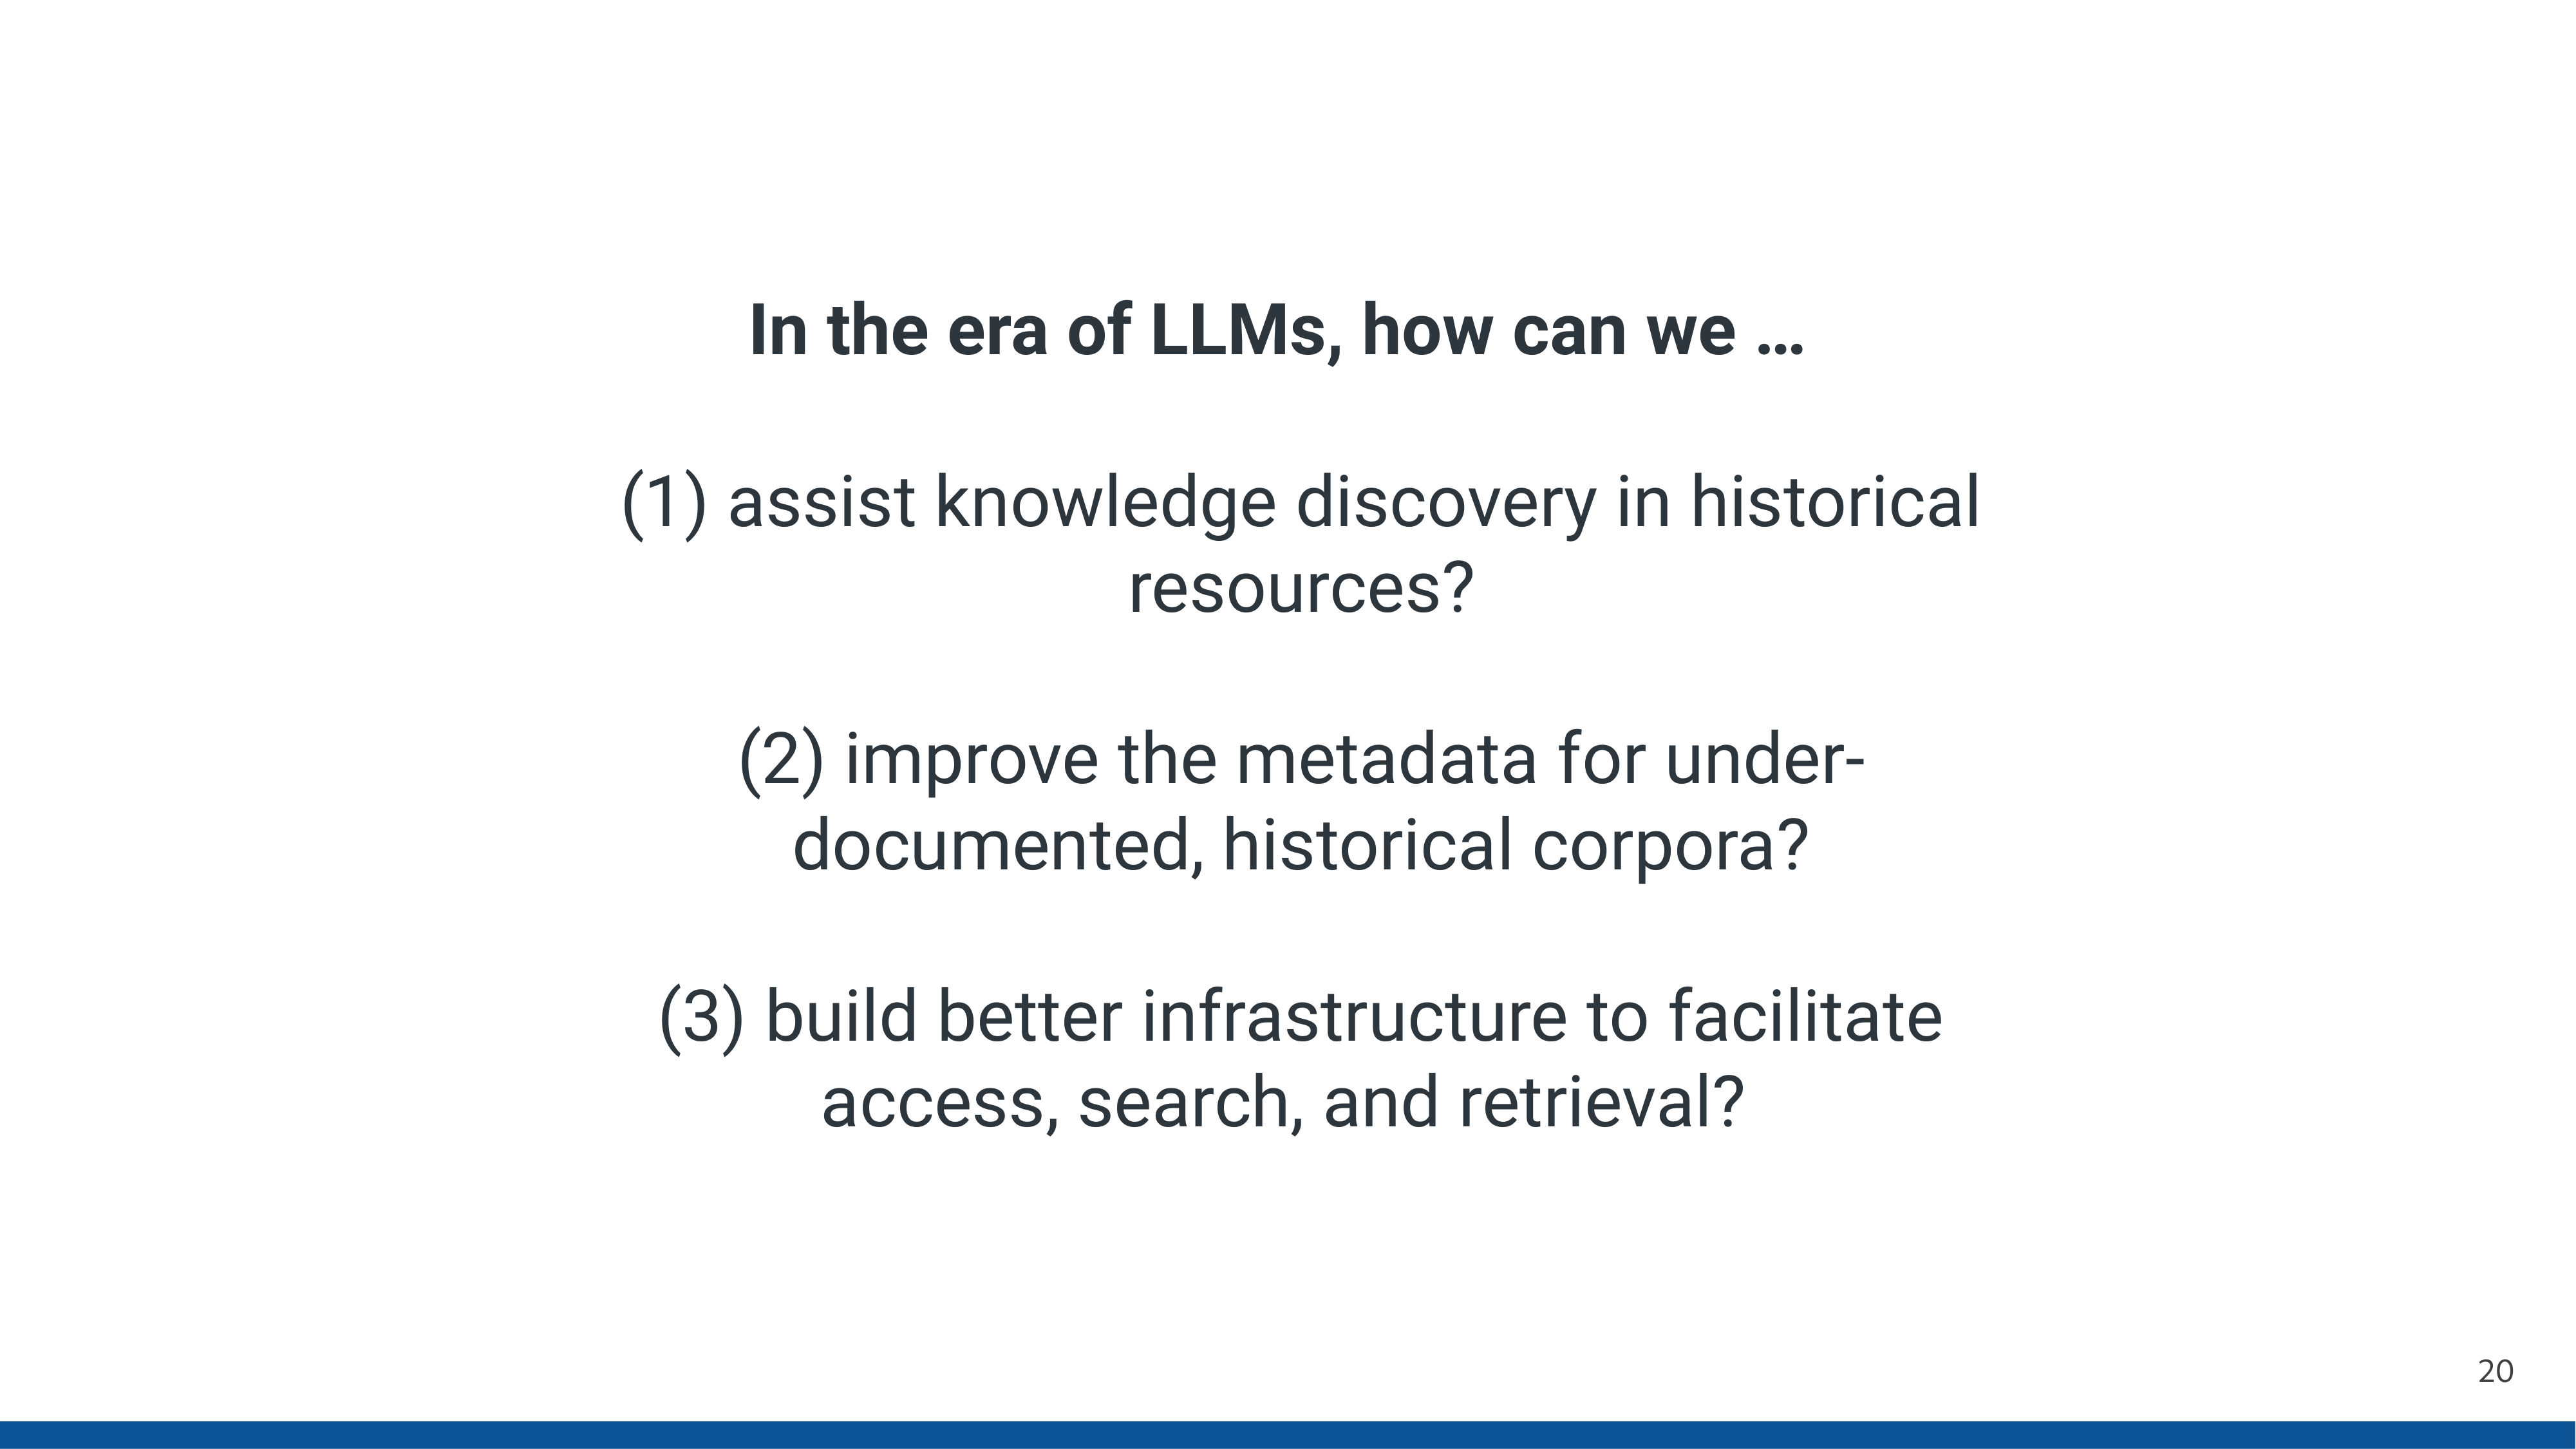 In the era of LLMs, how can we …
(1) assist knowledge discovery in historical
resources?
(2) improve the metadata for under-
documented, historical corpora?
(3) build better infrastructure to facilitate
access, search, and retrieval?
20